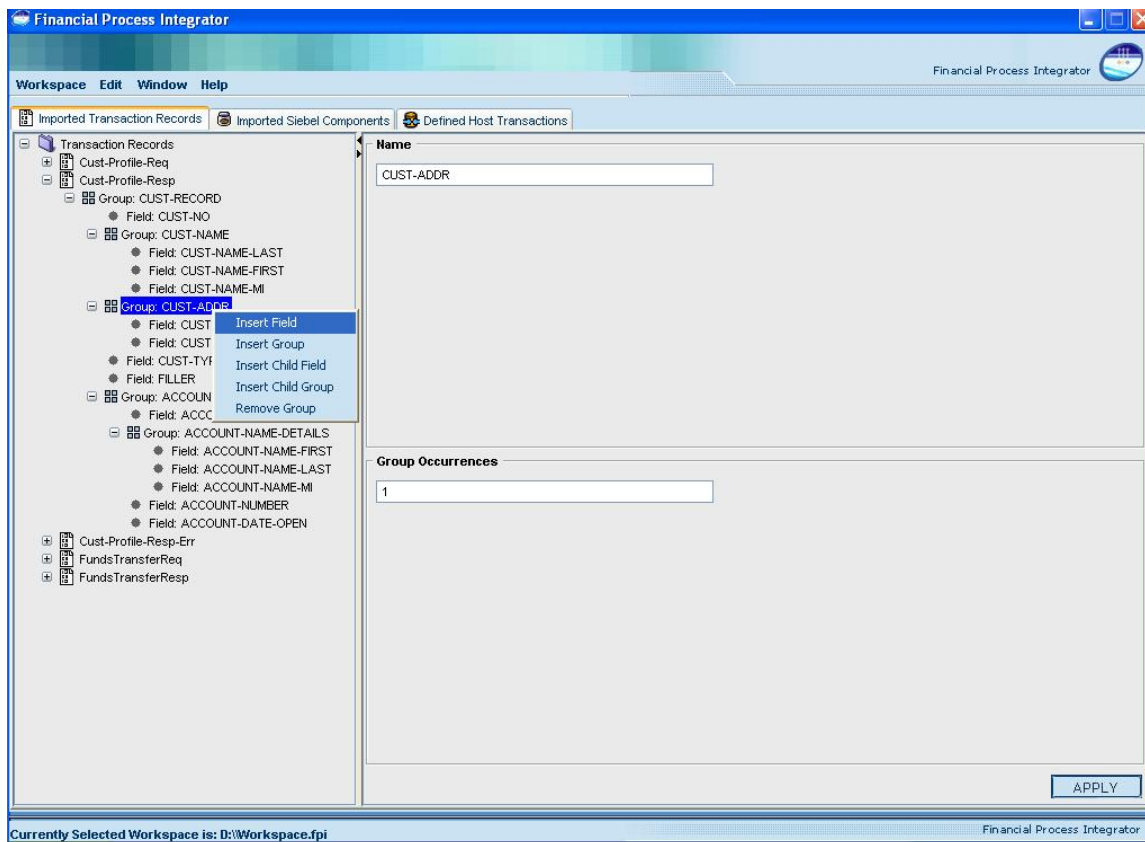 Financial Process Integrator
Financial Process Integrator
Workspace Edit Window Help
Imported Transaction Records Imported Siebel Components Defined Host Transactions
Transaction Records
Cust-Profile-Req
Cust-Profile-Resp
Group: CUST-RECORD
Field: CUST-NO
Group: CUST-NAME
Field: CUST-NAME-LAST
Field: CUST-NAME-FIRST
Field: CUST-NAME-MI
Group: CUST-ADDR
Field: CUST
Field: CUST
Field: CUST-TYP
Field: FILLER
Group: ACCOUN
Field: ACCO
Group: ACCOUNT-NAME-DETAILS
Field: ACCOUNT-NAME-FIRST
Field: ACCOUNT-NAME-LAST
Field: ACCOUNT-NAME-MI
Field: ACCOUNT-NUMBER
Field: ACCOUNT-DATE-OPEN
Cust-Profile-Resp-Err
FundsTransferReq
FundsTransferResp
Insert Field
Insert Group
Insert Child Field
Insert Child Group
Remove Group
Name
CUST-ADDR
Group Occurrences
1
APPLY
Currently Selected Workspace is: D:\\Workspace.fpi
Financial Process Integrator